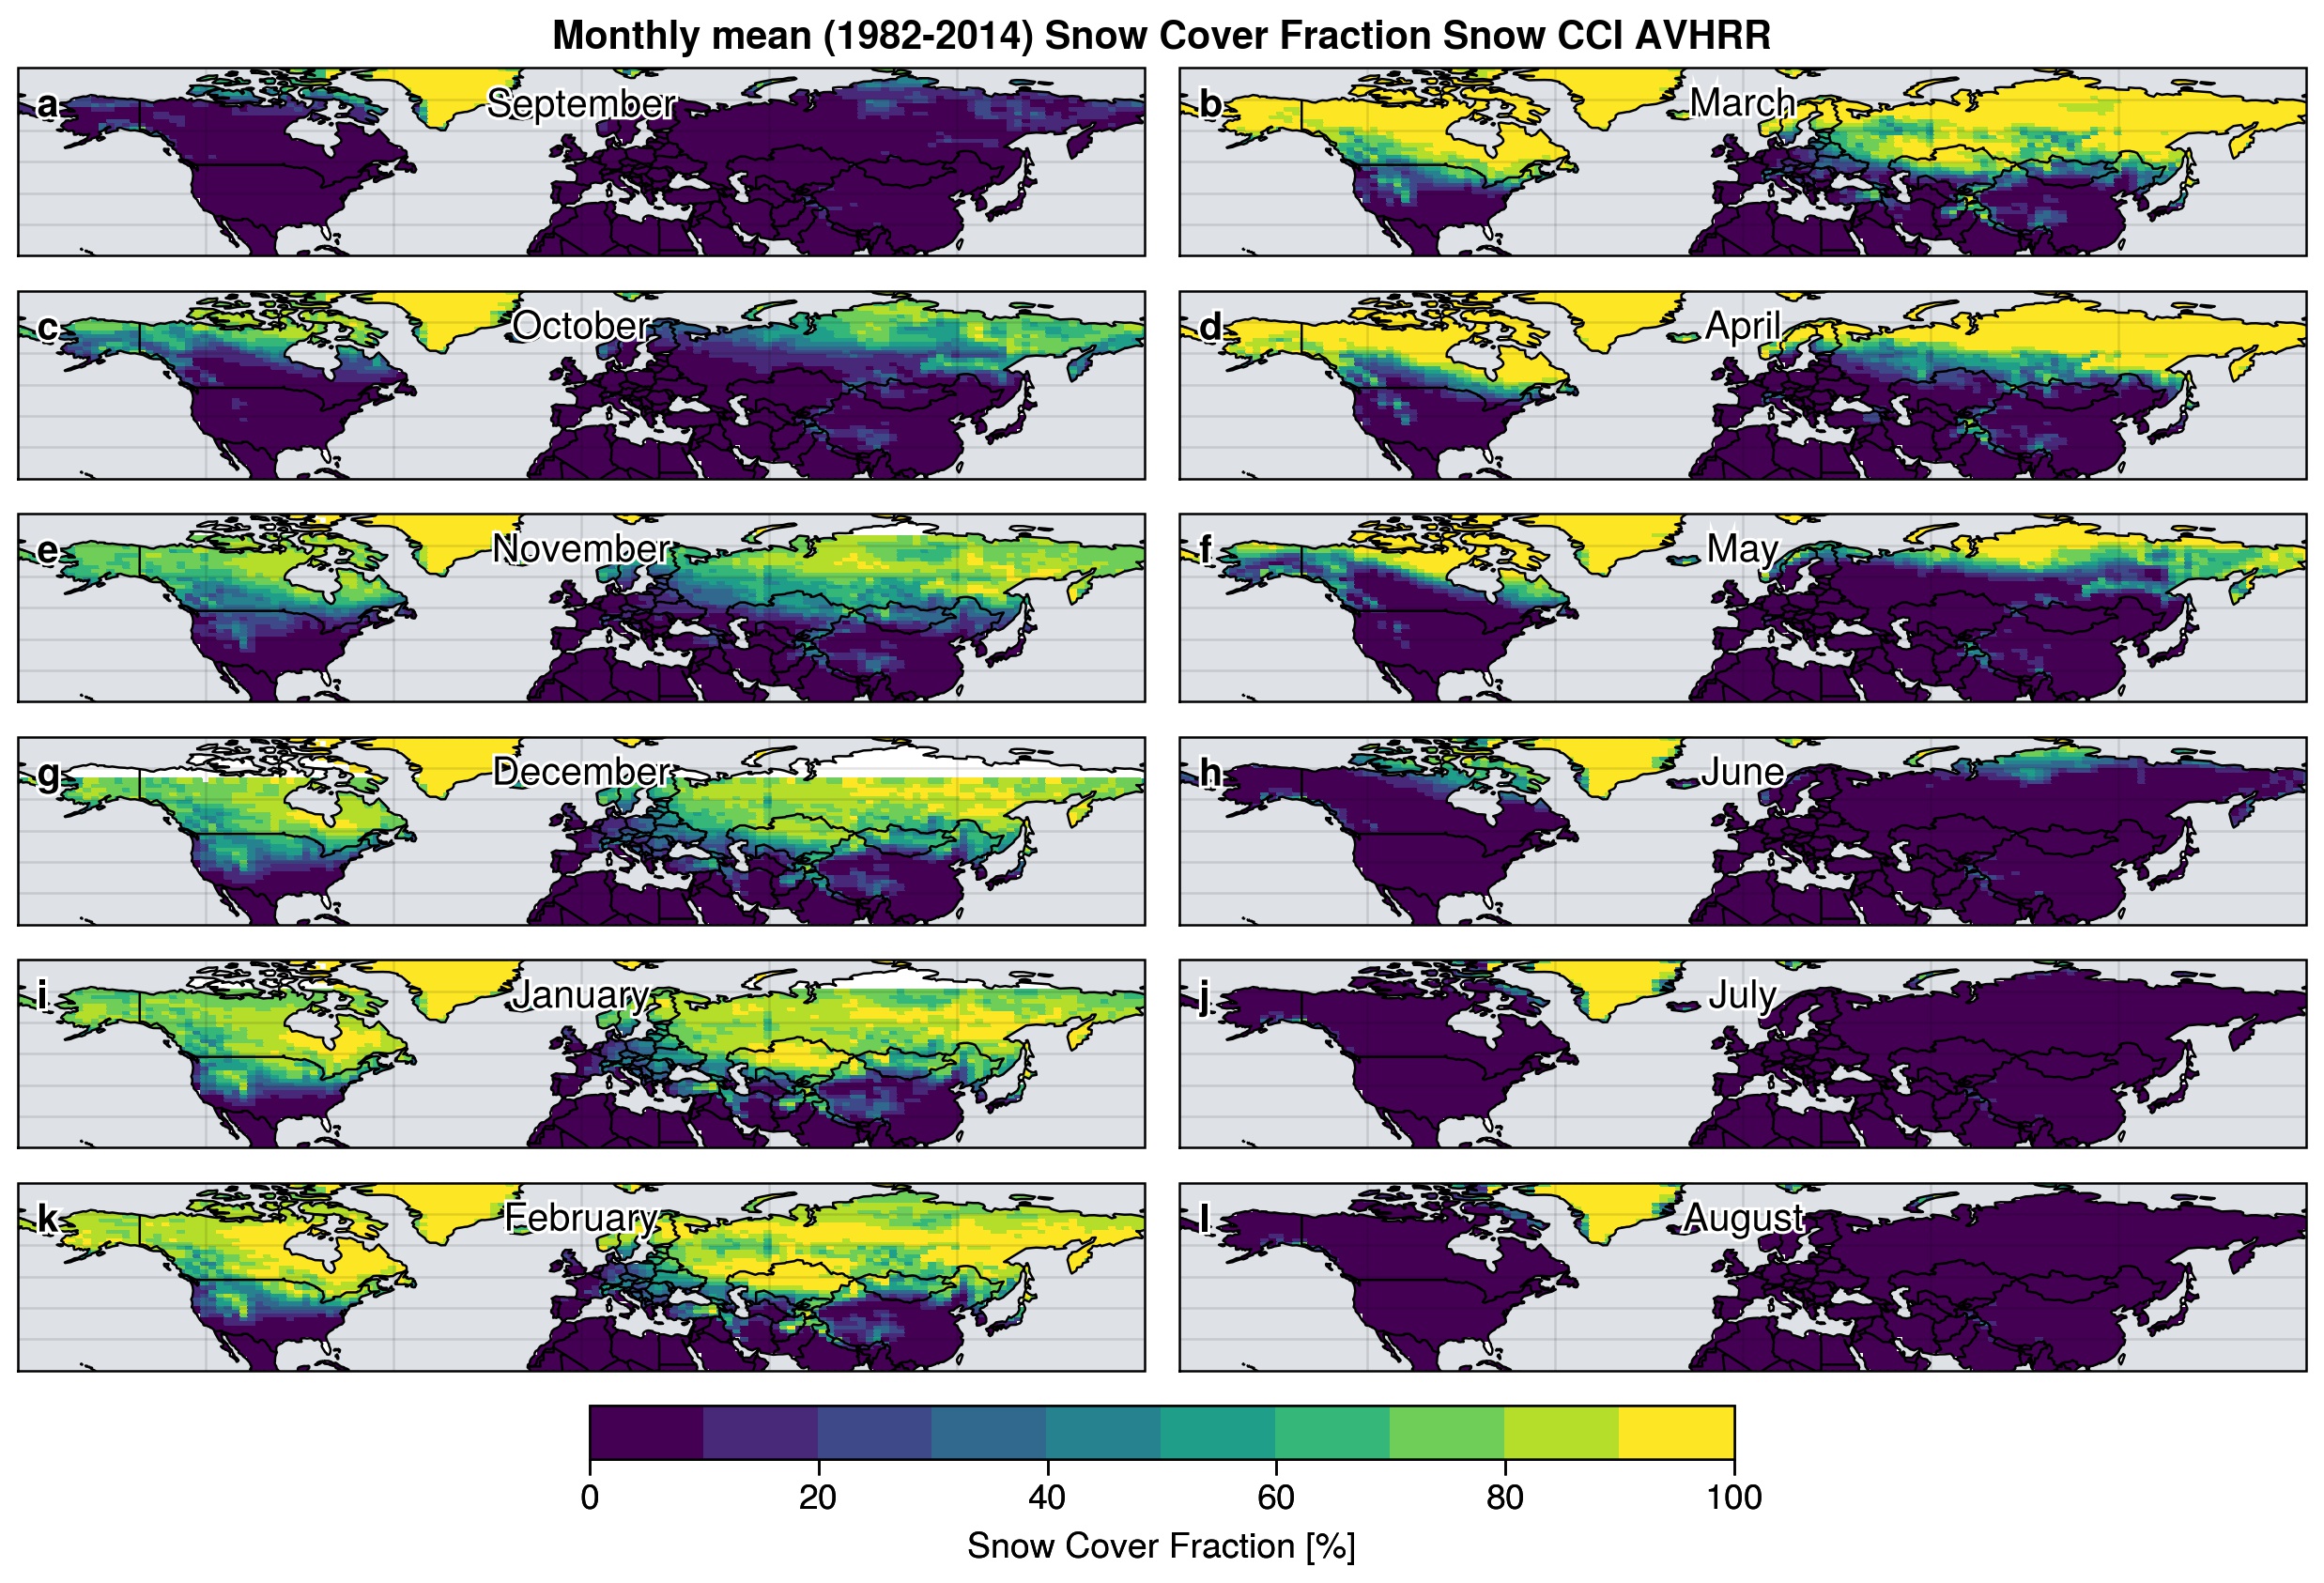 Monthly mean (1982-2014) Snow Cover Fraction Snow CCI AVHRR
a September
b March
c October
d April
e November
f May
g December
h June
i January
j July
k February
l August
0 20 40 60 80 100
Snow Cover Fraction [%]